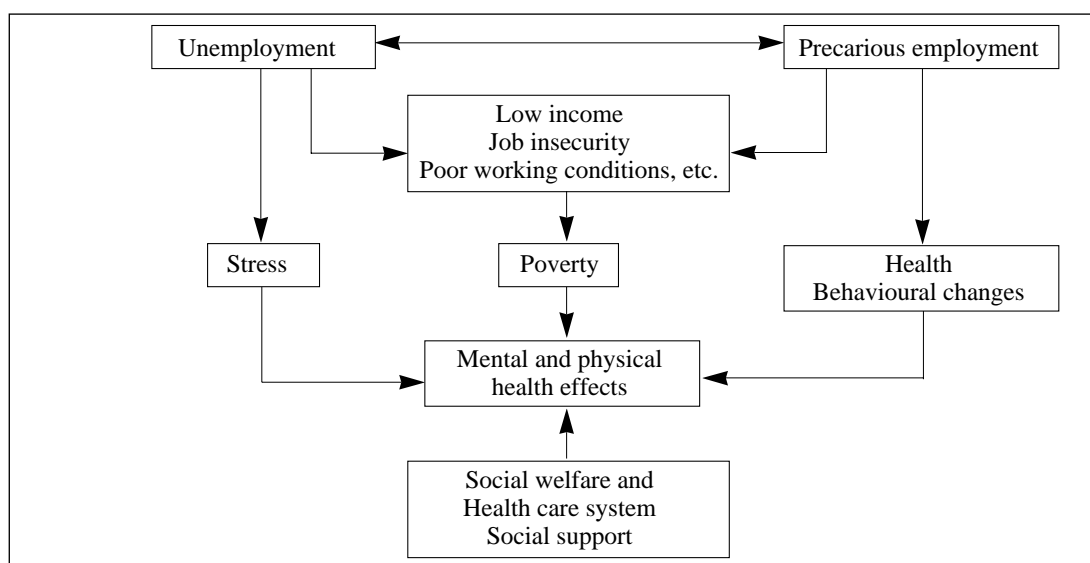 Unemployment
Precarious employment
Low income
Job insecurity
Poor working conditions, etc.
Stress
Poverty
Health
Behavioural changes
Mental and physical
health effects
Social welfare and
Health care system
Social support